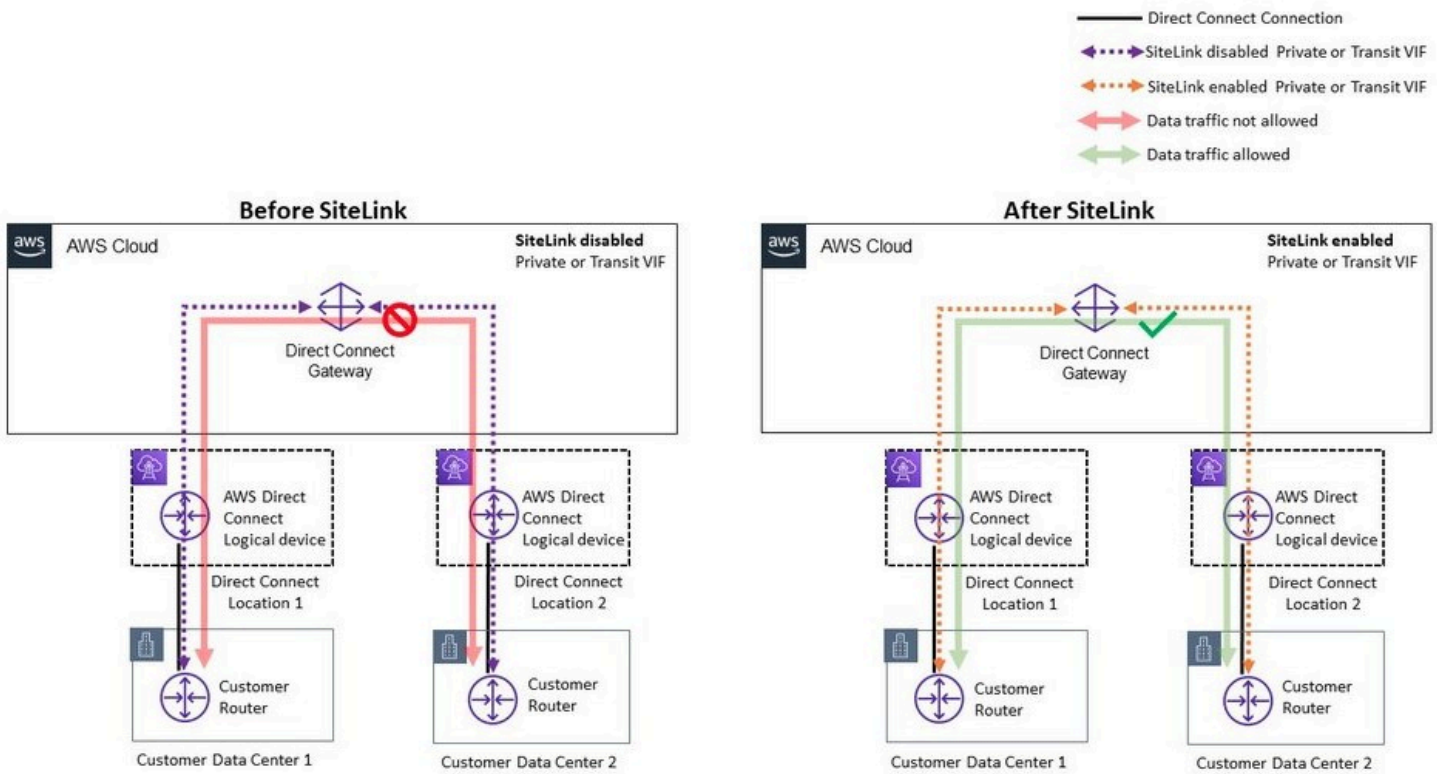 Direct Connect Connection
SiteLink disabled Private or Transit VIF
SiteLink enabled Private or Transit VIF
Data traffic not allowed
Data traffic allowed
Before SiteLink
aws
AWS Cloud
SiteLink disabled
Private or Transit VIF
Direct Connect
Gateway
AWS Direct
Connect
Logical device
Direct Connect
Location 1
AWS Direct
Connect
Logical device
Direct Connect
Location 2
Customer
Router
Customer Data Center 1
Customer
Router
Customer Data Center 2
After SiteLink
aws
AWS Cloud
SiteLink enabled
Private or Transit VIF
Direct Connect
Gateway
AWS Direct
Connect
Logical device
Direct Connect
Location 1
AWS Direct
Connect
Logical device
Direct Connect
Location 2
Customer
Router
Customer Data Center 1
Customer
Router
Customer Data Center 2